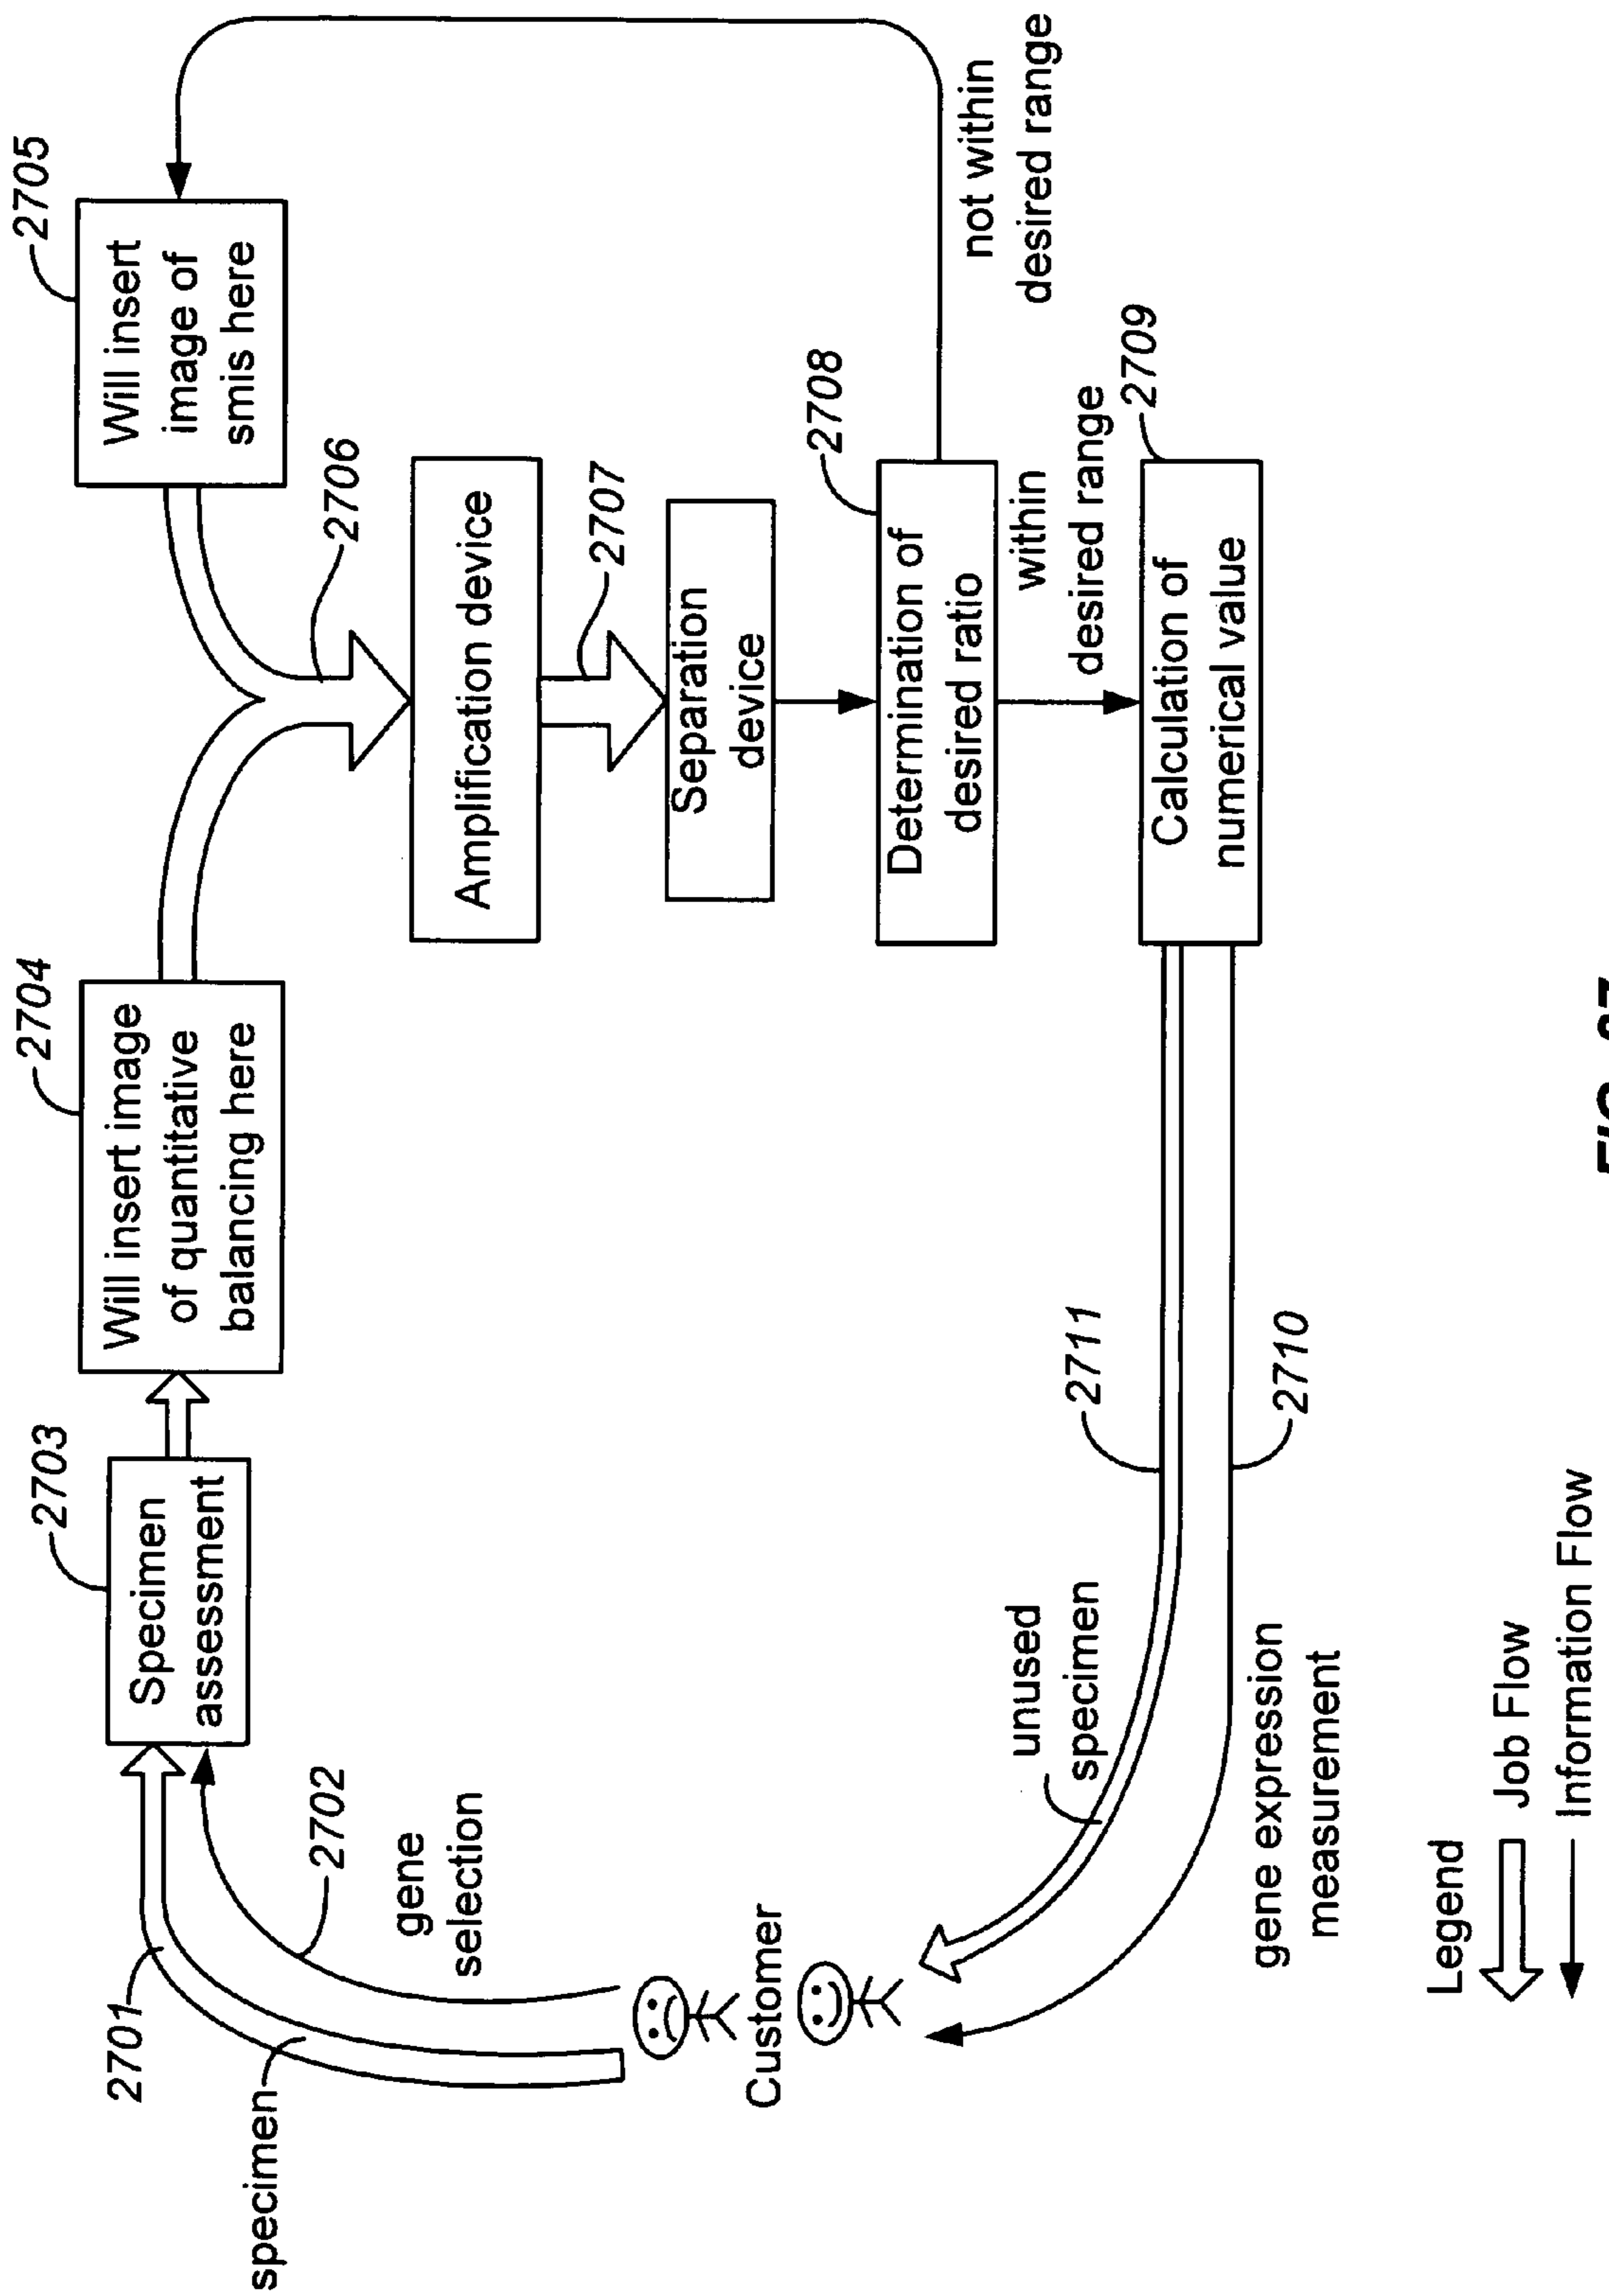 2701
specimen
2702
gene
selection
Customer
2703
Specimen
assessment
2704
Will insert image
of quantitative
balancing here
2705
Will insert
image of
smis here
2706
Amplification device
2707
Separation
device
2708
Determination of
desired ratio
not within
desired range
within
desired range
2709
Calculation of
numerical value
2711
2710
unused
specimen
gene expression
measurement
Legend
Job Flow
Information Flow